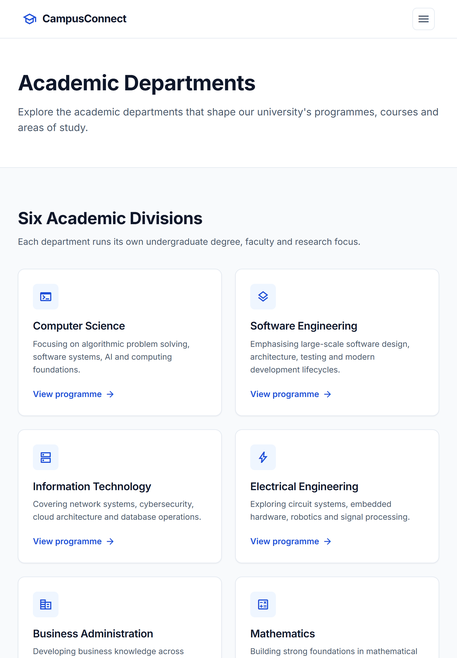 CampusConnect
Academic Departments
Explore the academic departments that shape our university's programmes, courses and
areas of study.
Six Academic Divisions
Each department runs its own undergraduate degree, faculty and research focus.
Computer Science
Focusing on algorithmic problem solving,
software systems, AI and computing
foundations.
View programme →
Software Engineering
Emphasising large-scale software design,
architecture, testing and modern
development lifecycles.
View programme →
Information Technology
Covering network systems, cybersecurity,
cloud architecture and database operations.
View programme →
Electrical Engineering
Exploring circuit systems, embedded
hardware, robotics and signal processing.
View programme →
Business Administration
Developing business knowledge across
Mathematics
Building strong foundations in mathematical